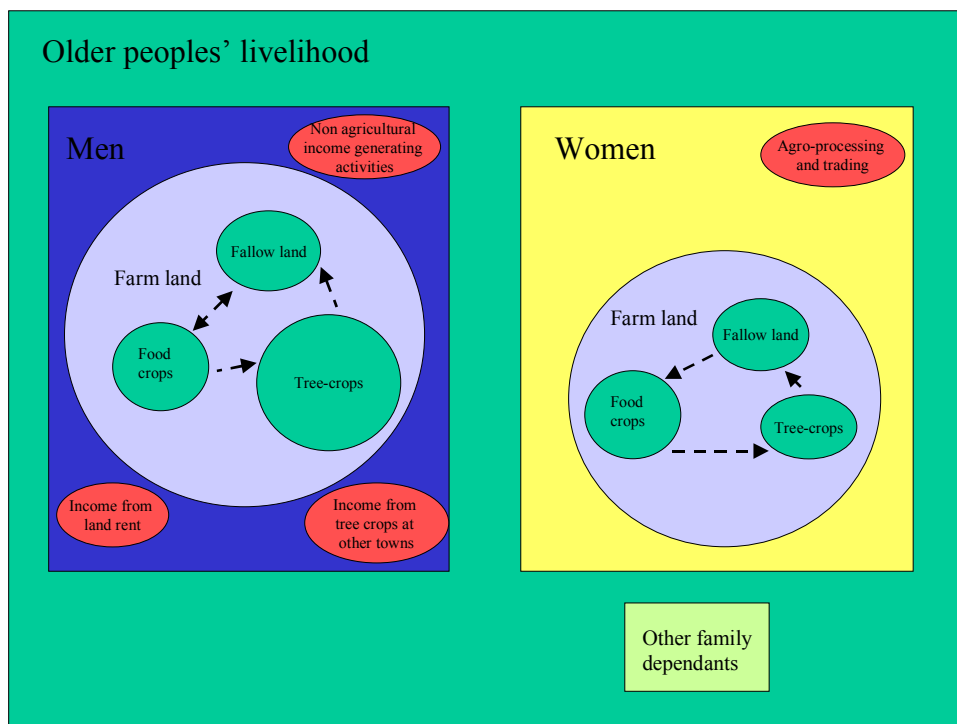 Older peoples’ livelihood
Men
Non agricultural
income generating
activities
Fallow land
Farm land
Food
crops
Tree-crops
Income from
land rent
Income from
tree crops at
other towns
Women
Agro-processing
and trading
Farm land
Fallow land
Food
crops
Tree-crops
Other family
dependants